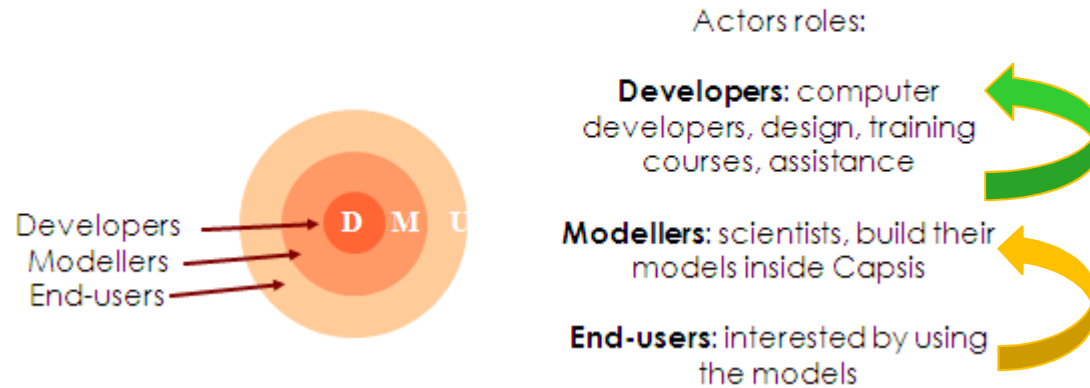 Actors roles:
Developers: computer
developers, design, training
courses, assistance
Modellers: scientists, build their
models inside Capsis
End-users: interested by using
the models
Developers
Modellers
End-users
D M U